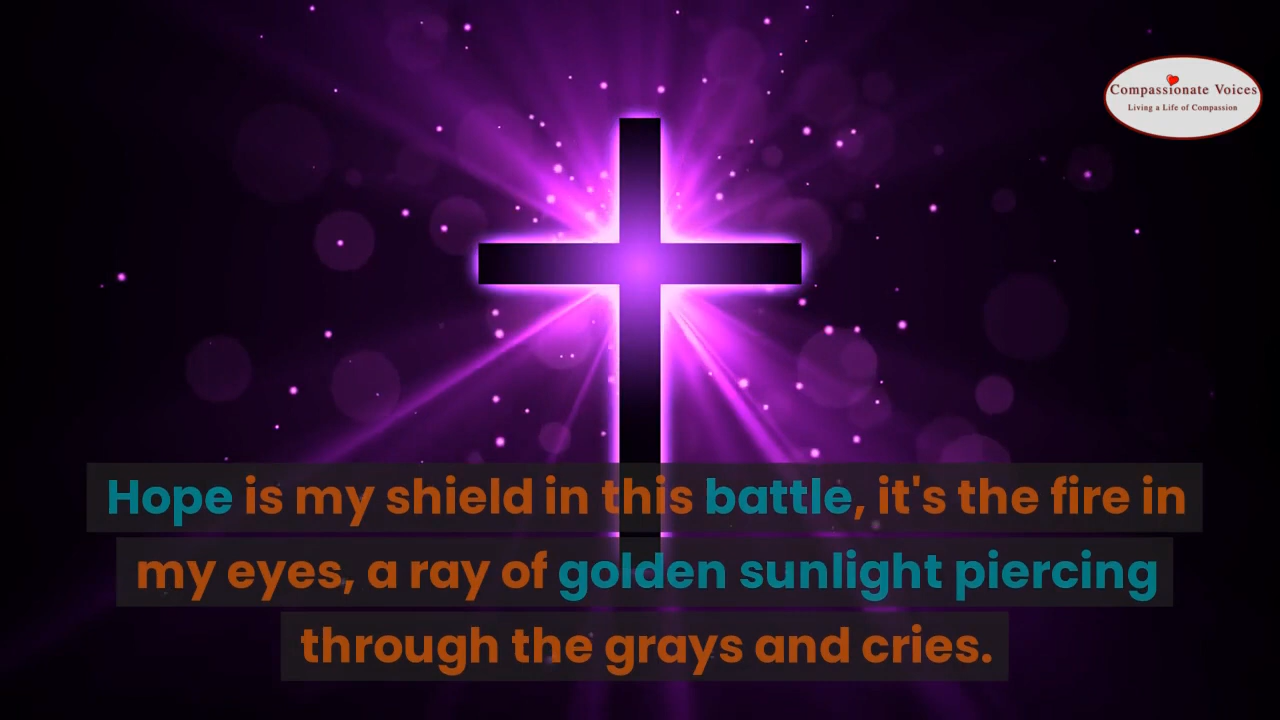 Compassionate Voices
Living a Life of Compassion
Hope is my shield in this battle, it's the fire in
my eyes, a ray of golden sunlight piercing
through the grays and cries.